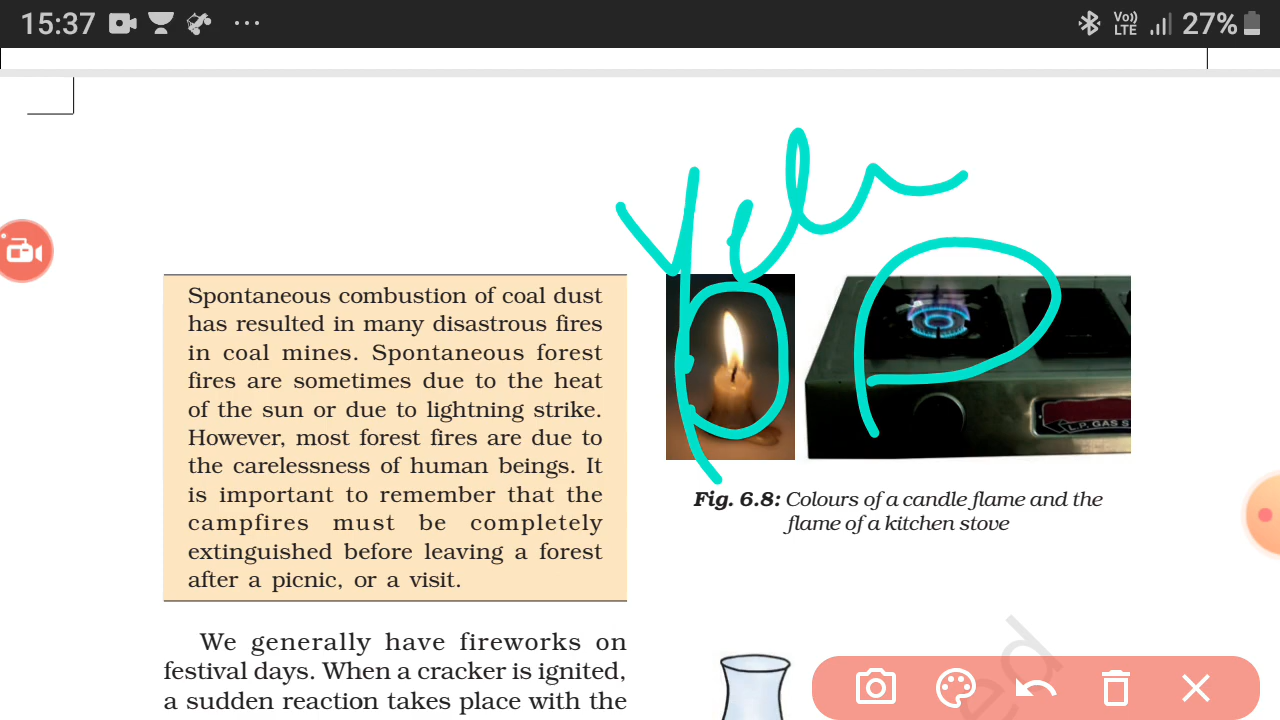 15:37 Vo)) LTE 27%
Spontaneous combustion of coal dust
has resulted in many disastrous fires
in coal mines. Spontaneous forest
fires are sometimes due to the heat
of the sun or due to lightning strike.
However, most forest fires are due to
the carelessness of human beings. It
is important to remember that the
campfires must be completely
extinguished before leaving a forest
after a picnic, or a visit.
We generally have fireworks on
festival days. When a cracker is ignited,
a sudden reaction takes place with the
L.P. GAS S
Fig. 6.8: Colours of a candle flame and the
flame of a kitchen stove
ed